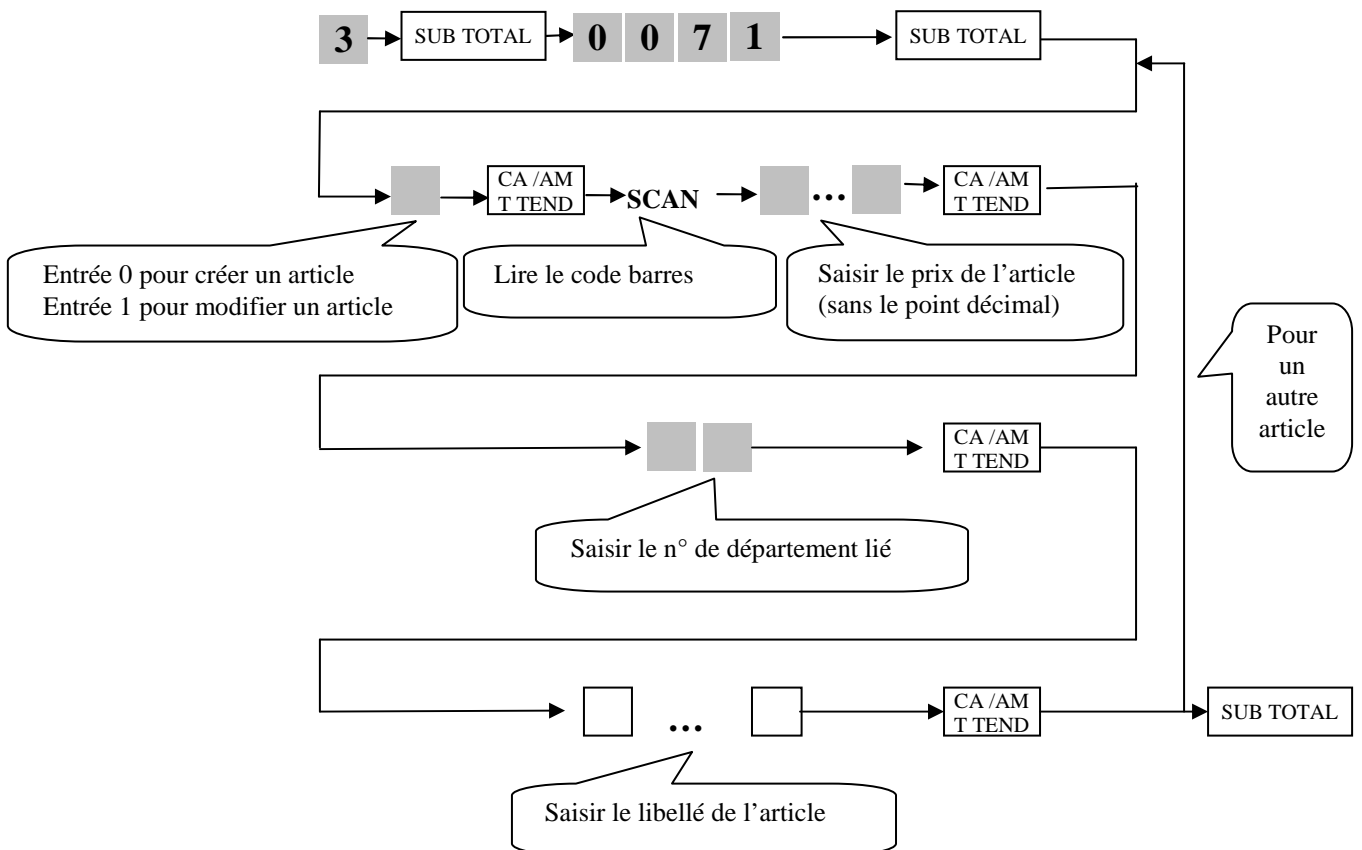 3 SUB TOTAL 0 0 7 1 SUB TOTAL
CA /AM
T TEND
SCAN
...
CA /AM
T TEND
Entrée 0 pour créer un article
Entrée 1 pour modifier un article
Lire le code barres
Saisir le prix de l’article
(sans le point décimal)
Pour
un
autre
article
CA /AM
T TEND
Saisir le n° de département lié
...
CA /AM
T TEND
SUB TOTAL
Saisir le libellé de l’article